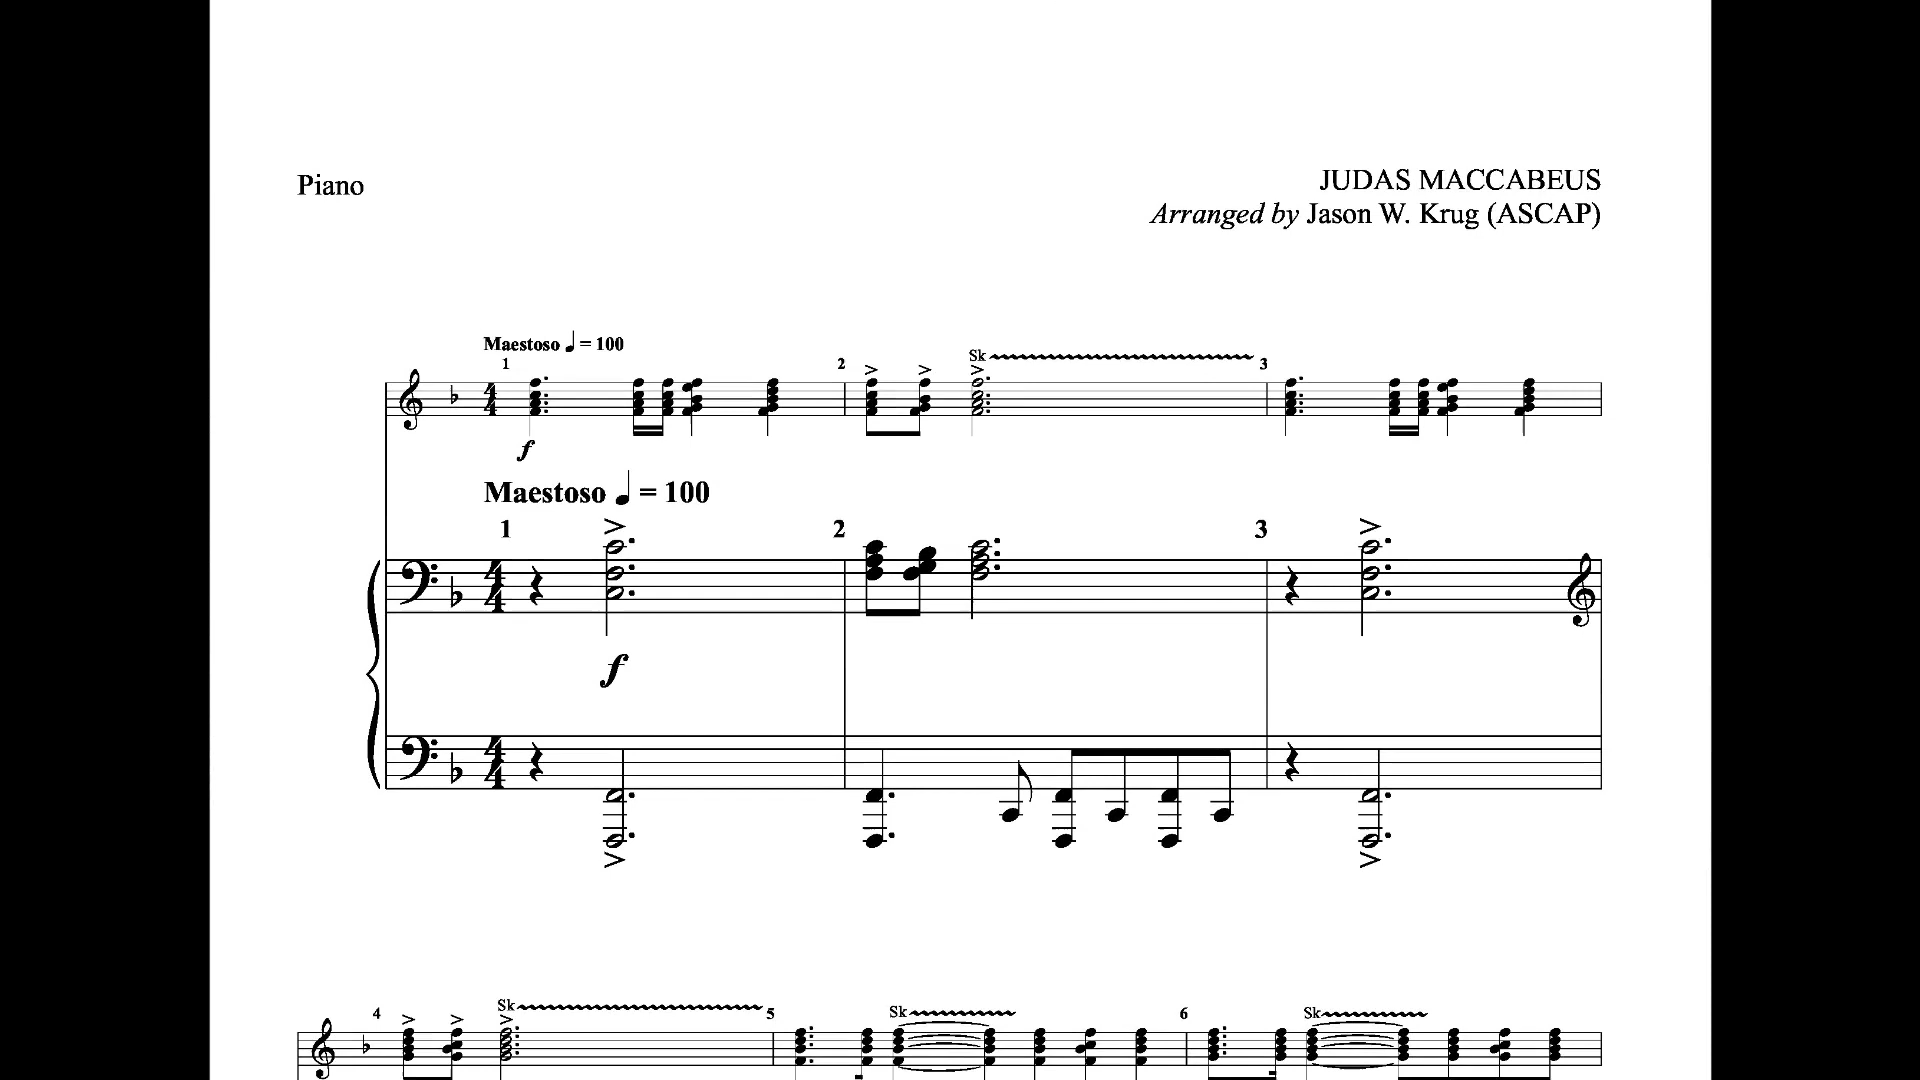 Piano
JUDAS MACCABEUS
Arranged by Jason W. Krug (ASCAP)
Maestoso ♩ = 100
1 2 Sk 3
f
Maestoso ♩ = 100
1 2 3
f
4 Sk 5 Sk 6 Sk